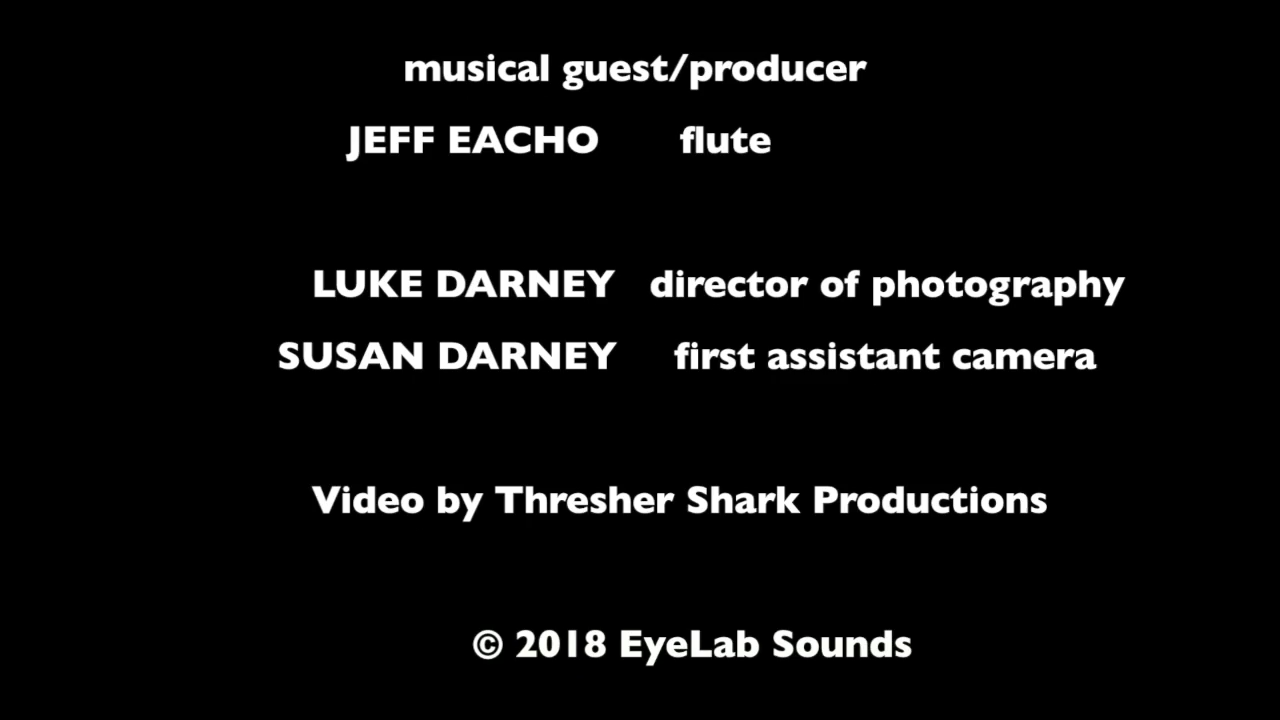 musical guest/producer
JEFF EACHO flute
LUKE DARNEY director of photography
SUSAN DARNEY first assistant camera
Video by Thresher Shark Productions
© 2018 EyeLab Sounds